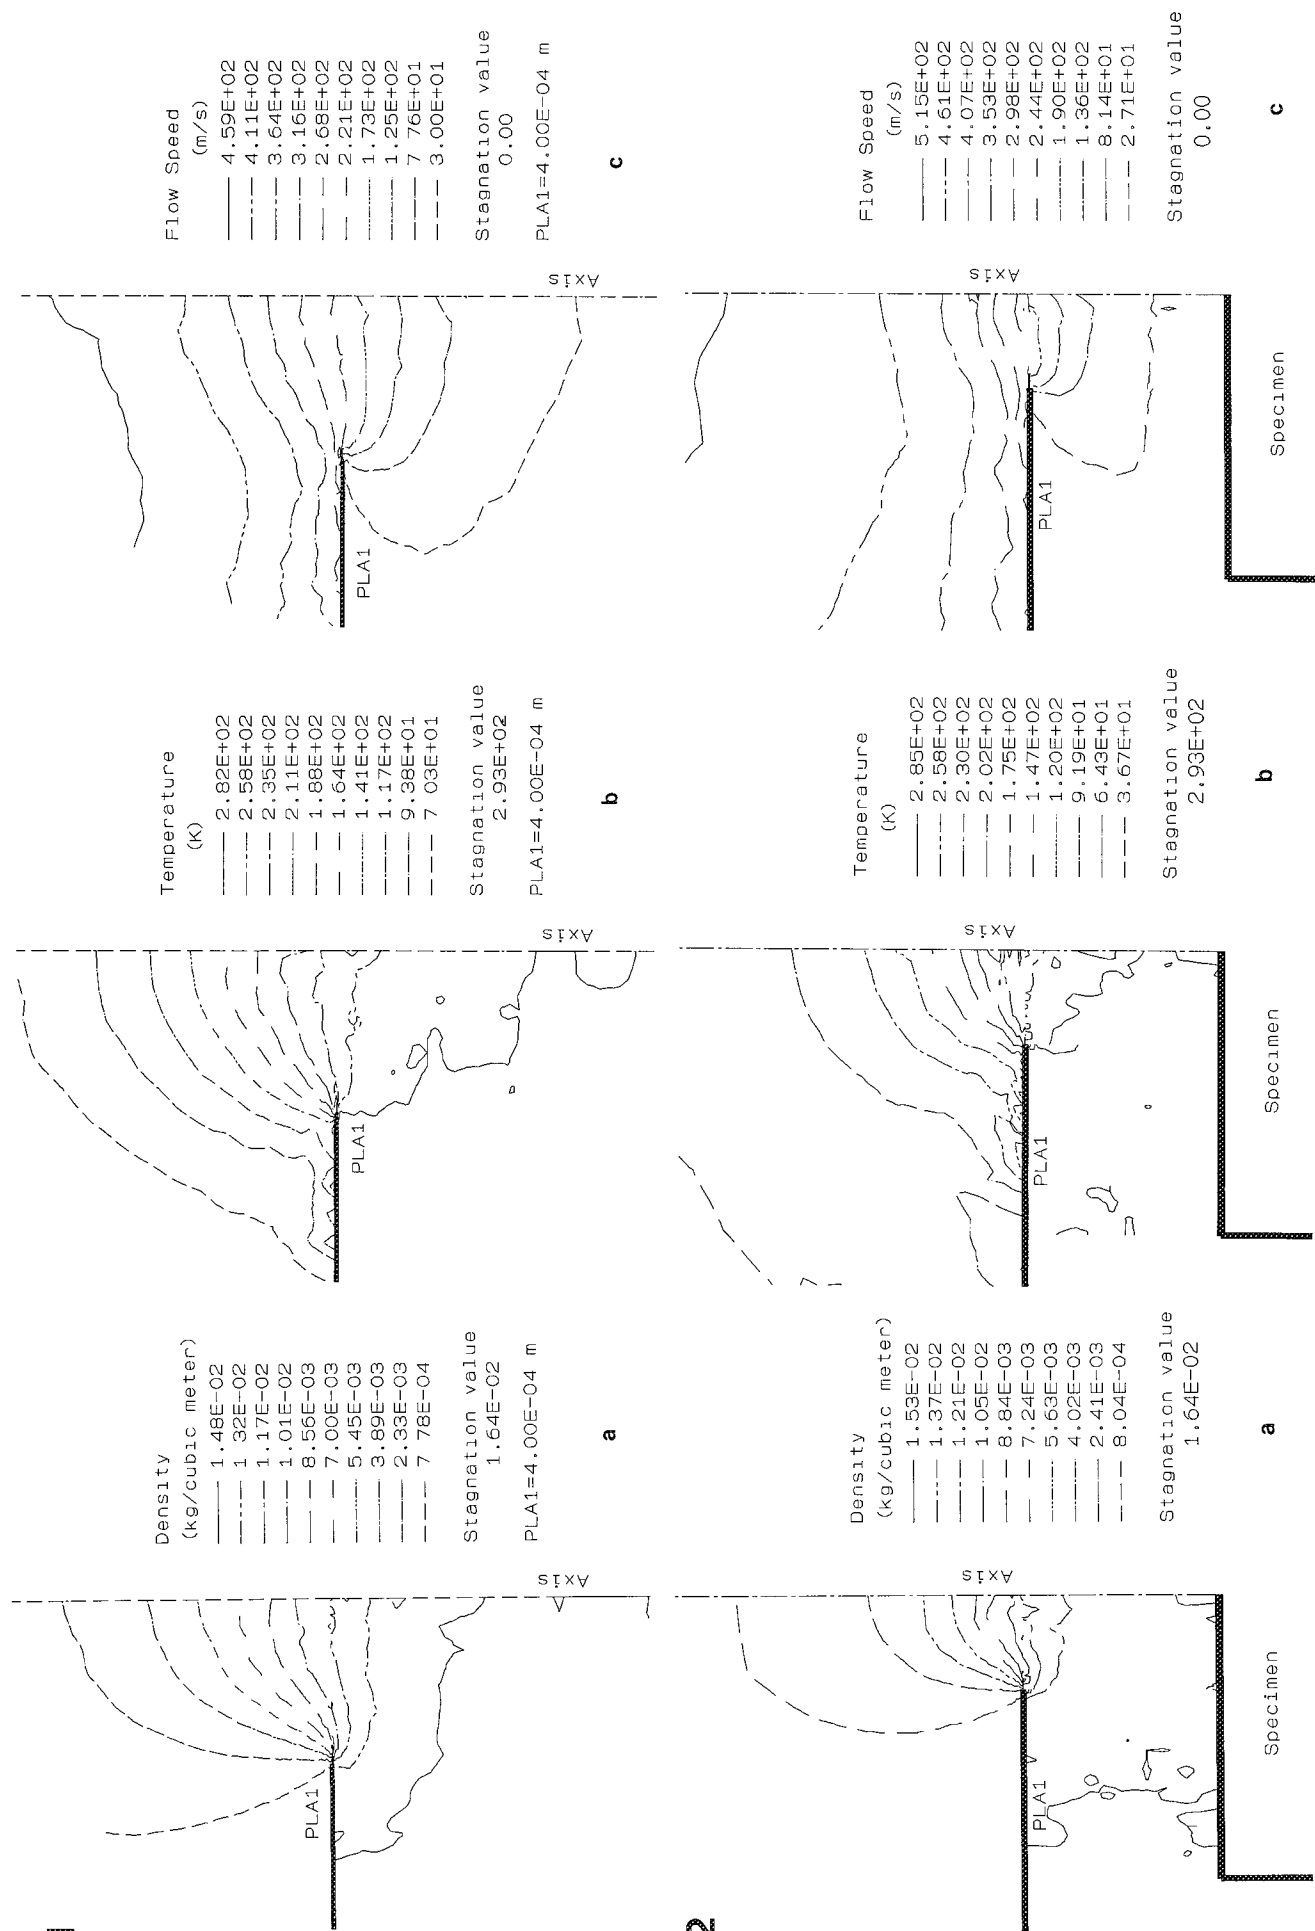 Density
(kg/cubic meter)
1.48E-02
1.32E-02
1.17E-02
1.01E-02
8.56E-03
7.00E-03
5.45E-03
3.89E-03
2.33E-03
7 78E-04
Stagnation value
1.64E-02
PLA1=4.00E-04 m
PLA1
Axis
a
Temperature
(K)
2.82E+02
2.58E+02
2.35E+02
2.11E+02
1.88E+02
1.64E+02
1.41E+02
1.17E+02
9.38E+01
7 03E+01
Stagnation value
2.93E+02
PLA1=4.00E-04 m
PLA1
Axis
b
Flow Speed
(m/s)
4.59E+02
4.11E+02
3.64E+02
3.16E+02
2.68E+02
2.21E+02
1.73E+02
1.25E+02
7 76E+01
3.00E+01
Stagnation value
0.00
PLA1=4.00E-04 m
PLA1
Axis
c
2
Density
(kg/cubic meter)
1.53E-02
1.37E-02
1.21E-02
1.05E-02
8.84E-03
7.24E-03
5.63E-03
4.02E-03
2.41E-03
8.04E-04
Stagnation value
1.64E-02
PLA1
Axis
Specimen
a
Temperature
(K)
2.85E+02
2.58E+02
2.30E+02
2.02E+02
1.75E+02
1.47E+02
1.20E+02
9.19E+01
6.43E+01
3.67E+01
Stagnation value
2.93E+02
PLA1
Axis
Specimen
b
Flow Speed
(m/s)
5.15E+02
4.61E+02
4.07E+02
3.53E+02
2.98E+02
2.44E+02
1.90E+02
1.36E+02
8.14E+01
2.71E+01
Stagnation value
0.00
PLA1
Axis
Specimen
c